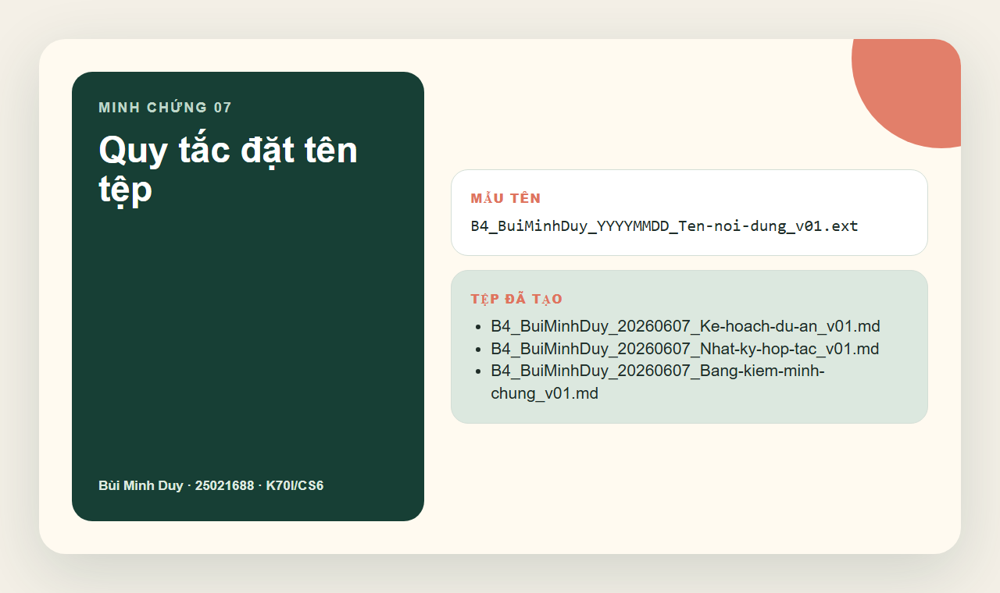 MINH CHỨNG 07
Quy tắc đặt tên
tệp
Bùi Minh Duy · 25021688 · K70I/CS6
MẪU TÊN
B4_BuiMinhDuy_YYYYMMDD_Ten-noi-dung_v01.ext
TỆP ĐÃ TẠO
• B4_BuiMinhDuy_20260607_Ke-hoach-du-an_v01.md
• B4_BuiMinhDuy_20260607_Nhat-ky-hop-tac_v01.md
• B4_BuiMinhDuy_20260607_Bang-kiem-minh-
chung_v01.md